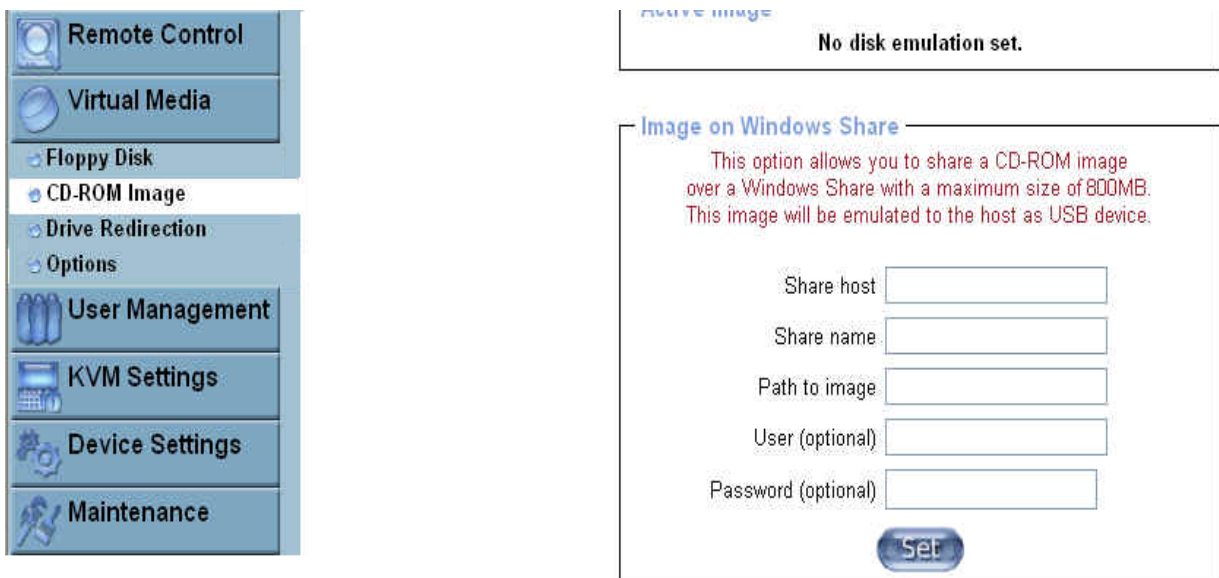 Remote Control
Virtual Media
Floppy Disk
CD-ROM Image
Drive Redirection
Options
User Management
KVM Settings
Device Settings
Maintenance
Active Image
No disk emulation set.
Image on Windows Share
This option allows you to share a CD-ROM image
over a Windows Share with a maximum size of 800MB.
This image will be emulated to the host as USB device.
Share host
Share name
Path to image
User (optional)
Password (optional)
Set